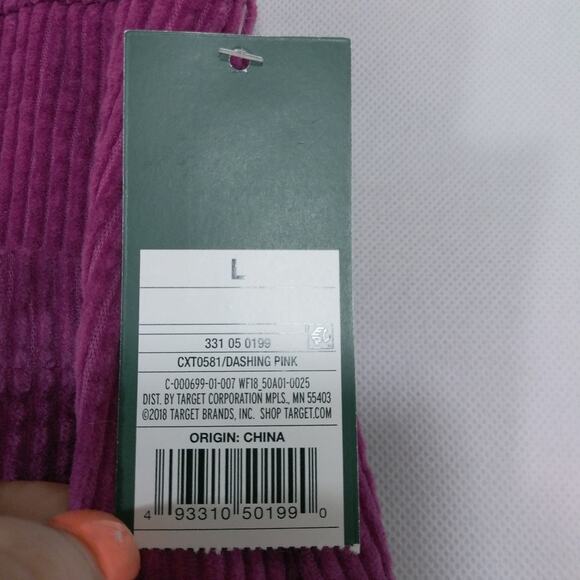 L
331 05 0199
CXT0581/DASHING PINK
C-000699-01-007 WF18_50A01-0025
DIST. BY TARGET CORPORATION MPLS., MN 55403
©2018 TARGET BRANDS, INC. SHOP TARGET.COM
ORIGIN: CHINA
4 93310 50199 0